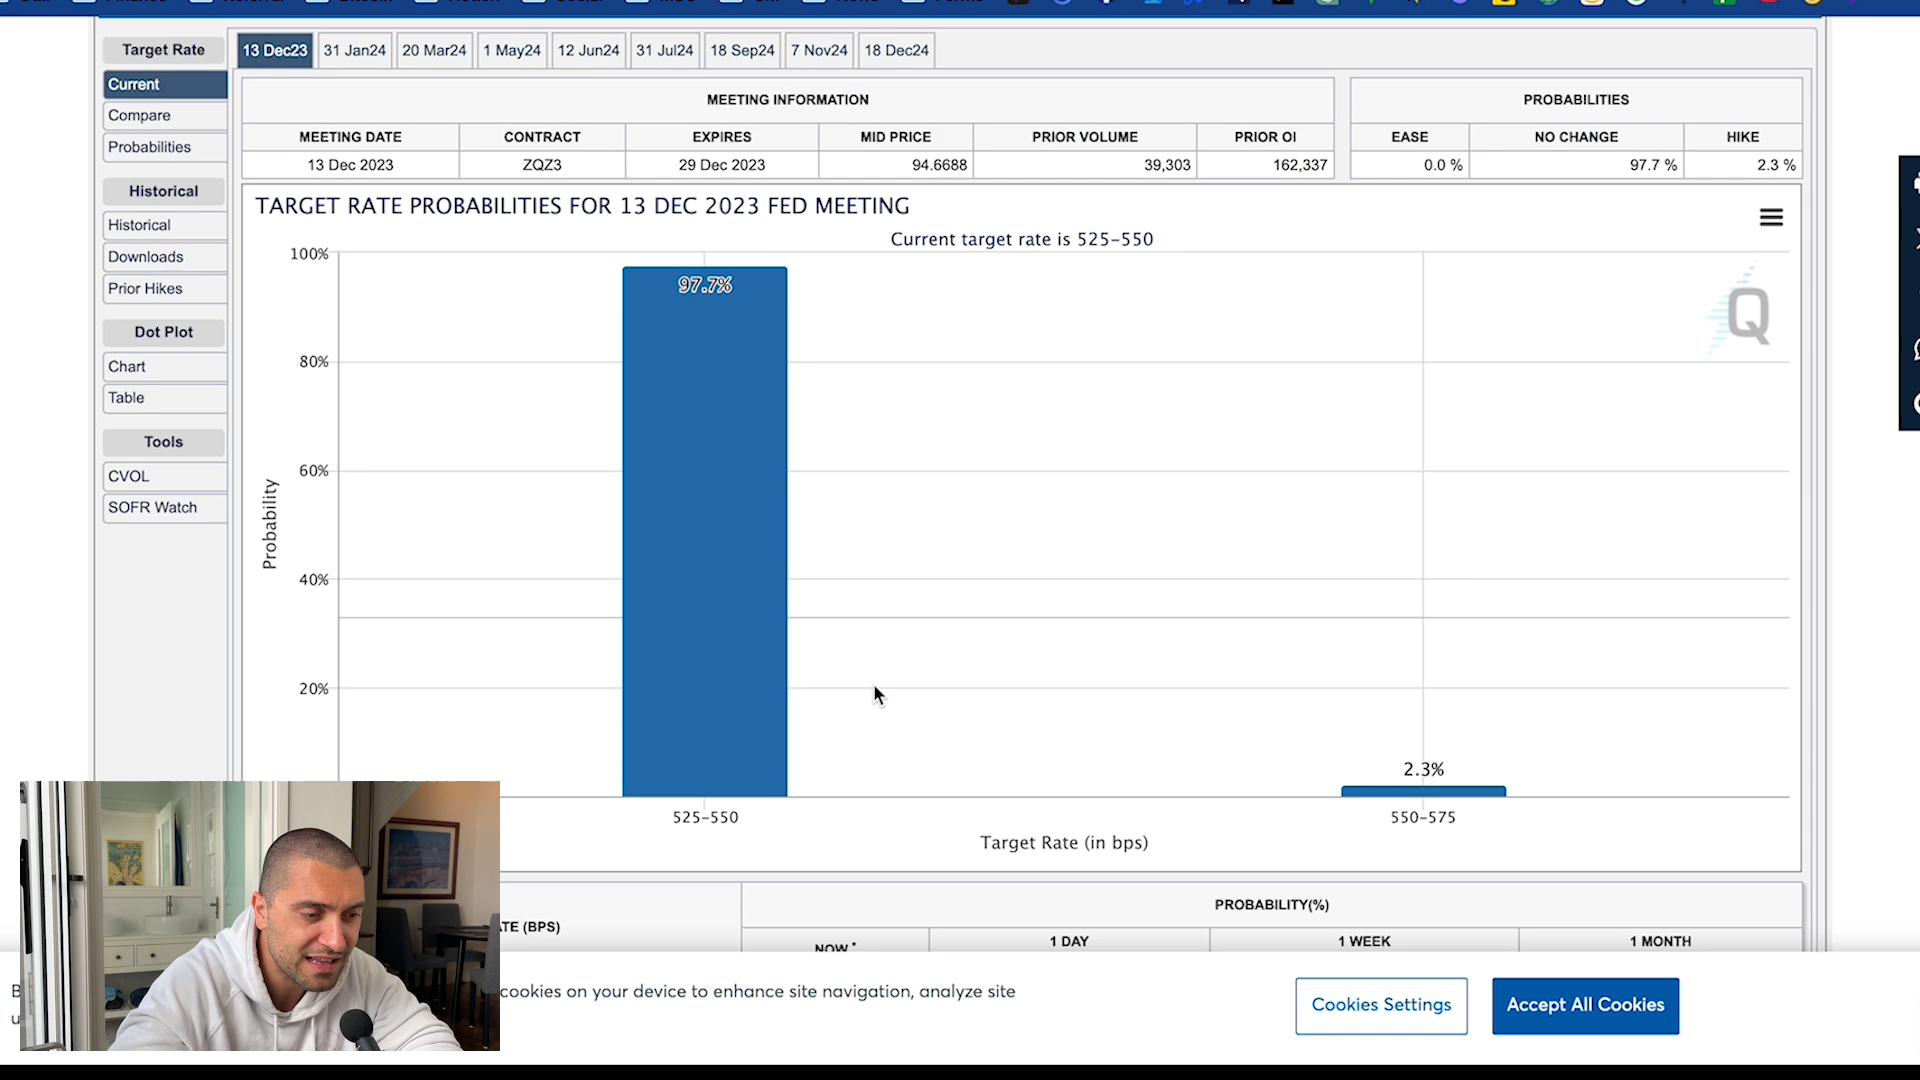 Target Rate
Current
Compare
Probabilities
Historical
Historical
Downloads
Prior Hikes
Dot Plot
Chart
Table
Tools
CVOL
SOFR Watch
13 Dec23 31 Jan24 20 Mar24 1 May24 12 Jun24 31 Jul24 18 Sep24 7 Nov24 18 Dec24
MEETING INFORMATION
MEETING DATE CONTRACT EXPIRES MID PRICE PRIOR VOLUME PRIOR OI
13 Dec 2023 ZQZ3 29 Dec 2023 94.6688 39,303 162,337
PROBABILITIES
EASE NO CHANGE HIKE
0.0 % 97.7 % 2.3 %
TARGET RATE PROBABILITIES FOR 13 DEC 2023 FED MEETING
Current target rate is 525-550
Q
Probability
100%
80%
60%
40%
20%
97.7%
2.3%
525-550 550-575
Target Rate (in bps)
TE (BPS)
PROBABILITY(%)
NOW * 1 DAY 1 WEEK 1 MONTH
cookies on your device to enhance site navigation, analyze site
Cookies Settings
Accept All Cookies